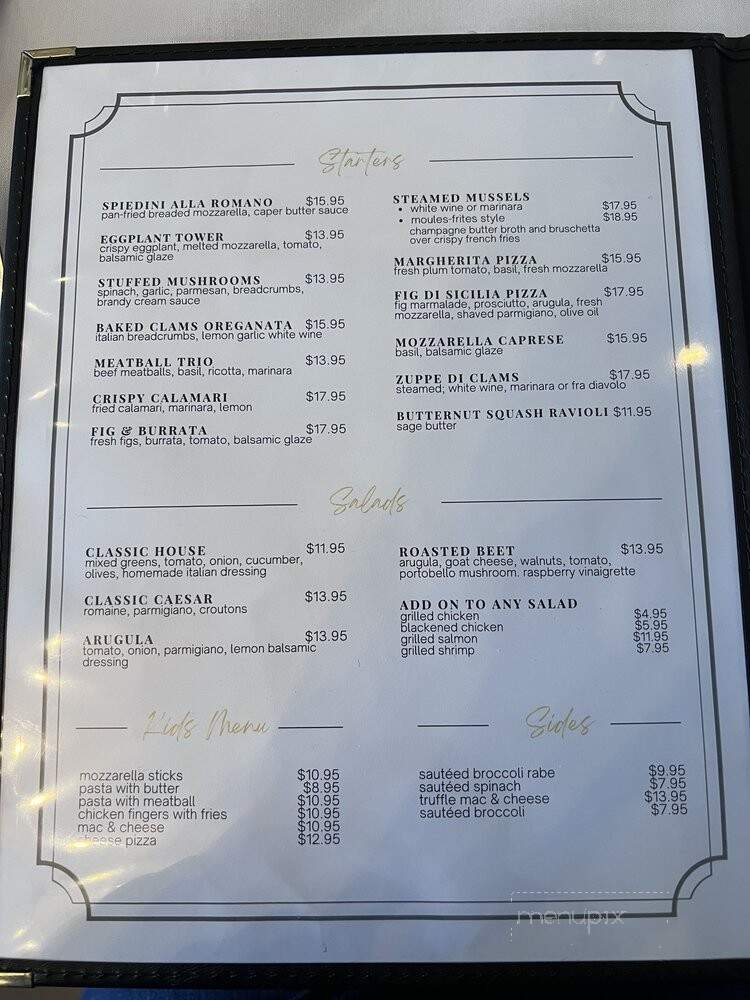 Starters
SPIEDINI ALLA ROMANO $15.95
pan-fried breaded mozzarella, caper butter sauce
EGGPLANT TOWER $13.95
crispy eggplant, melted mozzarella, tomato,
balsamic glaze
STUFFED MUSHROOMS $13.95
spinach, garlic, parmesan, breadcrumbs,
brandy cream sauce
BAKED CLAMS OREGANATA $15.95
italian breadcrumbs, lemon garlic white wine
MEATBALL TRIO $13.95
beef meatballs, basil, ricotta, marinara
CRISPY CALAMARI $17.95
fried calamari, marinara, lemon
FIG & BURRATA $17.95
fresh figs, burrata, tomato, balsamic glaze
STEAMED MUSSELS
• white wine or marinara $17.95
• moules-frites style $18.95
champagne butter broth and bruschetta
over crispy french fries
MARGHERITA PIZZA $15.95
fresh plum tomato, basil, fresh mozzarella
FIG DI SICILIA PIZZA $17.95
fig marmalade, prosciutto, arugula, fresh
mozzarella, shaved parmigiano, olive oil
MOZZARELLA CAPRESE $15.95
basil, balsamic glaze
ZUPPE DI CLAMS $17.95
steamed; white wine, marinara or fra diavolo
BUTTERNUT SQUASH RAVIOLI $11.95
sage butter
Salads
CLASSIC HOUSE $11.95
mixed greens, tomato, onion, cucumber,
olives, homemade italian dressing
CLASSIC CAESAR $13.95
romaine, parmigiano, croutons
ARUGULA $13.95
tomato, onion, parmigiano, lemon balsamic
dressing
ROASTED BEET $13.95
arugula, goat cheese, walnuts, tomato,
portobello mushroom. raspberry vinaigrette
ADD ON TO ANY SALAD
grilled chicken $4.95
blackened chicken $5.95
grilled salmon $11.95
grilled shrimp $7.95
Kids Menu
mozzarella sticks $10.95
pasta with butter $8.95
pasta with meatball $10.95
chicken fingers with fries $10.95
mac & cheese $10.95
cheese pizza $12.95
Sides
sautéed broccoli rabe $9.95
sautéed spinach $7.95
truffle mac & cheese $13.95
sautéed broccoli $7.95
menupix